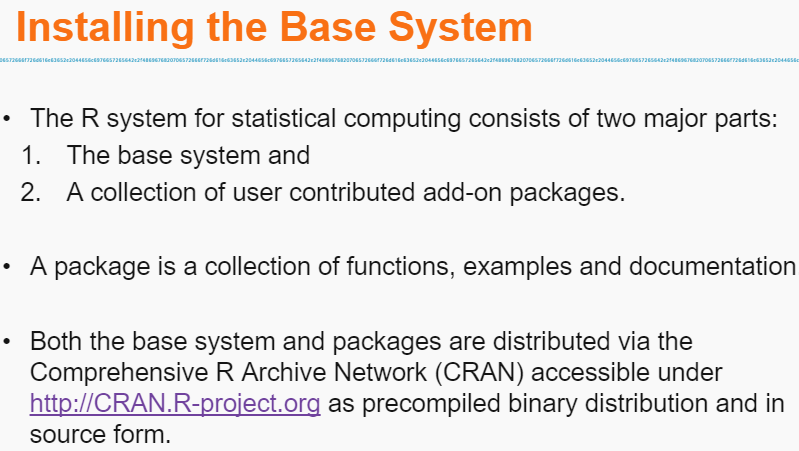 Installing the Base System
• The R system for statistical computing consists of two major parts:
1. The base system and
2. A collection of user contributed add-on packages.
• A package is a collection of functions, examples and documentation
• Both the base system and packages are distributed via the
Comprehensive R Archive Network (CRAN) accessible under
http://CRAN.R-project.org as precompiled binary distribution and in
source form.